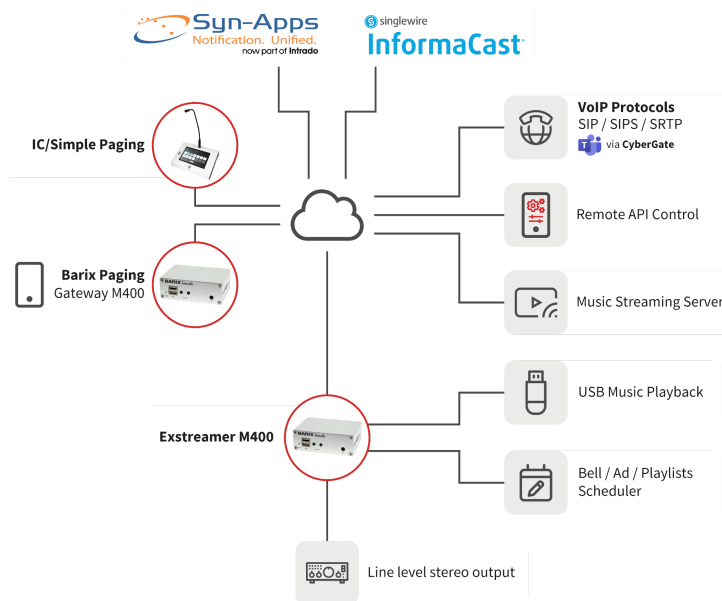 Syn-Apps
Notification. Unified.
now part of Intrado
singlewire
InformaCast
IC/Simple Paging
VoIP Protocols
SIP / SIPS / SRTP
T
via CyberGate
Remote API Control
Barix Paging
Gateway M400
BARIX
Music Streaming Server
USB Music Playback
Exstreamer M400
BARIX
Bell / Ad / Playlists
Scheduler
Line level stereo output